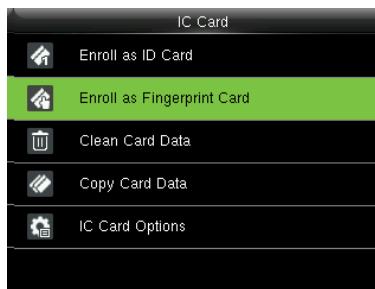 IC Card
Enroll as ID Card
Enroll as Fingerprint Card
Clean Card Data
Copy Card Data
IC Card Options